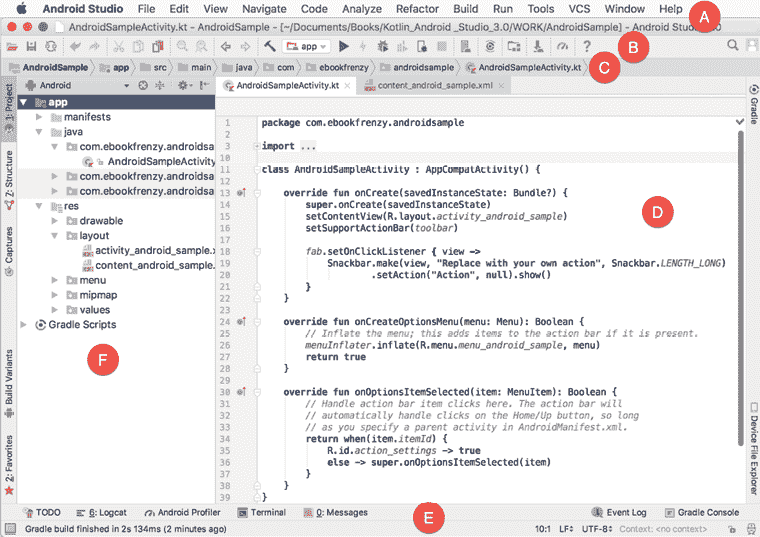 Android Studio File Edit View Navigate Code Analyze Refactor Build Run Tools VCS Window Help A
AndroidSampleActivity.kt - AndroidSample - [~/Documents/Books/Kotlin_Android _Studio_3.0/WORK/AndroidSample] - Android Studio
app B
AndroidSample app src main java com ebookfrenzy androidsample AndroidSampleActivity.kt C
Android AndroidSampleActivity.kt content_android_sample.xml
1: Project
2: Structure
Captures
Build Variants
2: Favorites
app
manifests
java
com.ebookfrenzy.androidsa
AndroidSampleActivity
com.ebookfrenzy.androidsa
com.ebookfrenzy.androidsa
res
drawable
layout
activity_android_sample.x
content_android_sample.
menu
mipmap
values
Gradle Scripts
F
1 package com.ebookfrenzy.androidsample
2
3 import ...
10
11 class AndroidSampleActivity : AppCompatActivity() {
12
13 override fun onCreate(savedInstanceState: Bundle?) {
14 super.onCreate(savedInstanceState)
15 setContentView(R.layout.activity_android_sample)
16 setSupportActionBar(toolbar)
17
18 fab.setOnClickListener { view ->
19 Snackbar.make(view, "Replace with your own action", Snackbar.LENGTH_LONG)
20 .setAction("Action", null).show()
21 }
22 }
23
24 override fun onCreateOptionsMenu(menu: Menu): Boolean {
25 // Inflate the menu; this adds items to the action bar if it is present.
26 menuInflater.inflate(R.menu.menu_android_sample, menu)
27 return true
28 }
29
30 override fun onOptionsItemSelected(item: MenuItem): Boolean {
31 // Handle action bar item clicks here. The action bar will
32 // automatically handle clicks on the Home/Up button, so long
33 // as you specify a parent activity in AndroidManifest.xml.
34 return when(item.itemId) {
35 R.id.action_settings -> true
36 else -> super.onOptionsItemSelected(item)
37 }
38 }
39 }
D
Gradle
Device File Explorer
TODO 6: Logcat Android Profiler Terminal 0: Messages E Event Log Gradle Console
Gradle build finished in 2s 134ms (2 minutes ago) 10:1 LF UTF-8 Context: <no context>